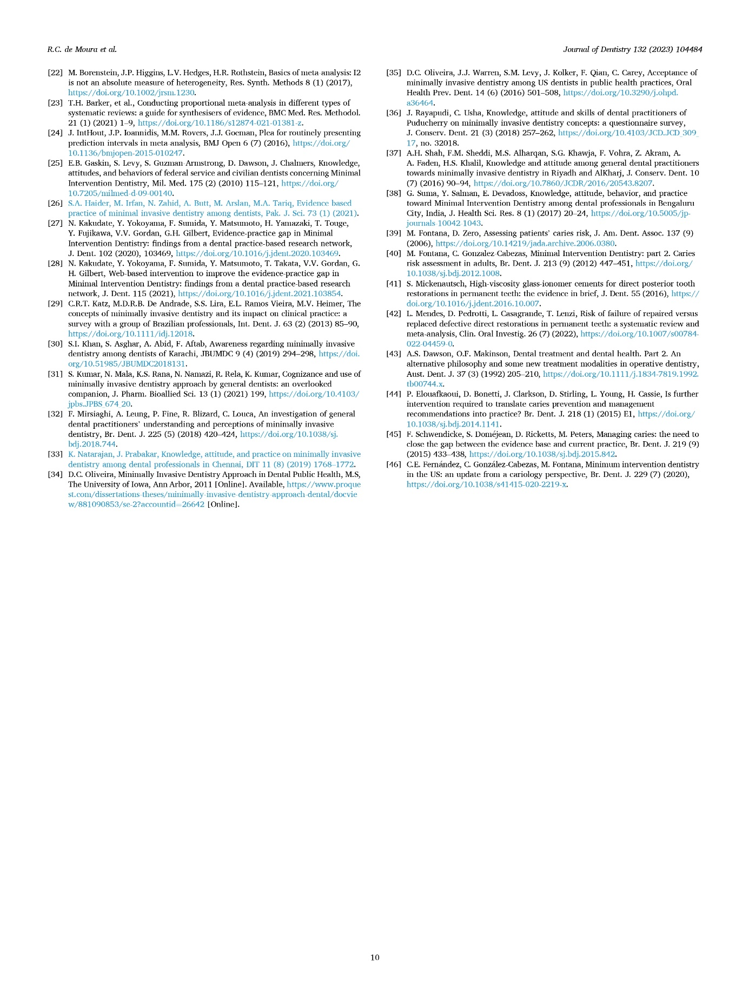 R.C. de Moura et al.
Journal of Dentistry 132 (2023) 104484
[22] M. Borenstein, J.P. Higgins, L.V. Hedges, H.R. Rothstein, Basics of meta-analysis: I2
is not an absolute measure of heterogeneity, Res. Synth. Methods 8 (1) (2017),
https://doi.org/10.1002/jrsm.1230.
[23] T.H. Barker, et al., Conducting proportional meta-analysis in different types of
systematic reviews: a guide for synthesisers of evidence, BMC Med. Res. Methodol.
21 (1) (2021) 1–9, https://doi.org/10.1186/s12874-021-01381-z.
[24] J. IntHout, J.P. Ioannidis, M.M. Rovers, J.J. Goeman, Plea for routinely presenting
prediction intervals in meta-analysis, BMJ Open 6 (7) (2016), https://doi.org/
10.1136/bmjopen-2015-010247.
[25] E.B. Gaskin, S. Levy, S. Guzman-Armstrong, D. Dawson, J. Chalmers, Knowledge,
attitudes, and behaviors of federal service and civilian dentists concerning Minimal
Intervention Dentistry, Mil. Med. 175 (2) (2010) 115–121, https://doi.org/
10.7205/milmed-d-09-00140.
[26] S.A. Haider, M. Irfan, N. Zahid, A. Butt, M. Arslan, M.A. Tariq, Evidence based
practice of minimal invasive dentistry among dentists, Pak. J. Sci. 73 (1) (2021).
[27] N. Kakudate, Y. Yokoyama, F. Sumida, Y. Matsumoto, H. Yamazaki, T. Touge,
Y. Fujikawa, V.V. Gordan, G.H. Gilbert, Evidence-practice gap in Minimal
Intervention Dentistry: findings from a dental practice-based research network,
J. Dent. 102 (2020), 103469, https://doi.org/10.1016/j.jdent.2020.103469.
[28] N. Kakudate, Y. Yokoyama, F. Sumida, Y. Matsumoto, T. Takata, V.V. Gordan, G.
H. Gilbert, Web-based intervention to improve the evidence-practice gap in
Minimal Intervention Dentistry: findings from a dental practice-based research
network, J. Dent. 115 (2021), https://doi.org/10.1016/j.jdent.2021.103854.
[29] C.R.T. Katz, M.D.R.B. De Andrade, S.S. Lira, E.L. Ramos Vieira, M.V. Heimer, The
concepts of minimally invasive dentistry and its impact on clinical practice: a
survey with a group of Brazilian professionals, Int. Dent. J. 63 (2) (2013) 85–90,
https://doi.org/10.1111/idj.12018.
[30] S.I. Khan, S. Asghar, A. Abid, F. Aftab, Awareness regarding minimally invasive
dentistry among dentists of Karachi, JBUMDC 9 (4) (2019) 294–298, https://doi.
org/10.51985/JBUMDC2018131.
[31] S. Kumar, N. Mala, K.S. Rana, N. Namazi, R. Rela, K. Kumar, Cognizance and use of
minimally invasive dentistry approach by general dentists: an overlooked
companion, J. Pharm. Bioallied Sci. 13 (1) (2021) 199, https://doi.org/10.4103/
jpbs.JPBS_674_20.
[32] F. Mirsiaghi, A. Leung, P. Fine, R. Blizard, C. Louca, An investigation of general
dental practitioners' understanding and perceptions of minimally invasive
dentistry, Br. Dent. J. 225 (5) (2018) 420–424, https://doi.org/10.1038/sj.
bdj.2018.744.
[33] K. Natarajan, J. Prabakar, Knowledge, attitude, and practice on minimally invasive
dentistry among dental professionals in Chennai, DIT 11 (8) (2019) 1768–1772.
[34] D.C. Oliveira, Minimally Invasive Dentistry Approach in Dental Public Health, M.S,
The University of Iowa, Ann Arbor, 2011 [Online]. Available, https://www.proque
st.com/dissertations-theses/minimally-invasive-dentistry-approach-dental/docvie
w/881090853/se-2?accountid=26642 [Online].
[35] D.C. Oliveira, J.J. Warren, S.M. Levy, J. Kolker, F. Qian, C. Carey, Acceptance of
minimally invasive dentistry among US dentists in public health practices, Oral
Health Prev. Dent. 14 (6) (2016) 501–508, https://doi.org/10.3290/j.ohpd.
a36464.
[36] J. Rayapudi, C. Usha, Knowledge, attitude and skills of dental practitioners of
Puducherry on minimally invasive dentistry concepts: a questionnaire survey,
J. Conserv. Dent. 21 (3) (2018) 257–262, https://doi.org/10.4103/JCD.JCD_309_
17, no. 32018.
[37] A.H. Shah, F.M. Sheddi, M.S. Alharqan, S.G. Khawja, F. Vohra, Z. Akram, A.
A. Faden, H.S. Khalil, Knowledge and attitude among general dental practitioners
towards minimally invasive dentistry in Riyadh and AlKharj, J. Conserv. Dent. 10
(7) (2016) 90–94, https://doi.org/10.7860/JCDR/2016/20543.8207.
[38] G. Suma, Y. Salman, E. Devadoss, Knowledge, attitude, behavior, and practice
toward Minimal Intervention Dentistry among dental professionals in Bengaluru
City, India, J. Health Sci. Res. 8 (1) (2017) 20–24, https://doi.org/10.5005/jp-
journals-10042-1043.
[39] M. Fontana, D. Zero, Assessing patients' caries risk, J. Am. Dent. Assoc. 137 (9)
(2006), https://doi.org/10.14219/jada.archive.2006.0380.
[40] M. Fontana, C. Gonzalez-Cabezas, Minimal Intervention Dentistry: part 2. Caries
risk assessment in adults, Br. Dent. J. 213 (9) (2012) 447–451, https://doi.org/
10.1038/sj.bdj.2012.1008.
[41] S. Mickenautsch, High-viscosity glass-ionomer cements for direct posterior tooth
restorations in permanent teeth: the evidence in brief, J. Dent. 55 (2016), https://
doi.org/10.1016/j.jdent.2016.10.007.
[42] L. Mendes, D. Pedrotti, L. Casagrande, T. Lenzi, Risk of failure of repaired versus
replaced defective direct restorations in permanent teeth: a systematic review and
meta-analysis, Clin. Oral Investig. 26 (7) (2022), https://doi.org/10.1007/s00784-
022-04459-0.
[43] A.S. Dawson, O.F. Makinson, Dental treatment and dental health. Part 2. An
alternative philosophy and some new treatment modalities in operative dentistry,
Aust. Dent. J. 37 (3) (1992) 205–210, https://doi.org/10.1111/j.1834-7819.1992.
tb00744.x.
[44] P. Elouafkaoui, D. Bonetti, J. Clarkson, D. Stirling, L. Young, H. Cassie, Is further
intervention required to translate caries prevention and management
recommendations into practice? Br. Dent. J. 218 (1) (2015) E1, https://doi.org/
10.1038/sj.bdj.2014.1141.
[45] F. Schwendicke, S. Doméjean, D. Ricketts, M. Peters, Managing caries: the need to
close the gap between the evidence base and current practice, Br. Dent. J. 219 (9)
(2015) 433–438, https://doi.org/10.1038/sj.bdj.2015.842.
[46] C.E. Fernández, C. González-Cabezas, M. Fontana, Minimum intervention dentistry
in the US: an update from a cariology perspective, Br. Dent. J. 229 (7) (2020),
https://doi.org/10.1038/s41415-020-2219-x.
10